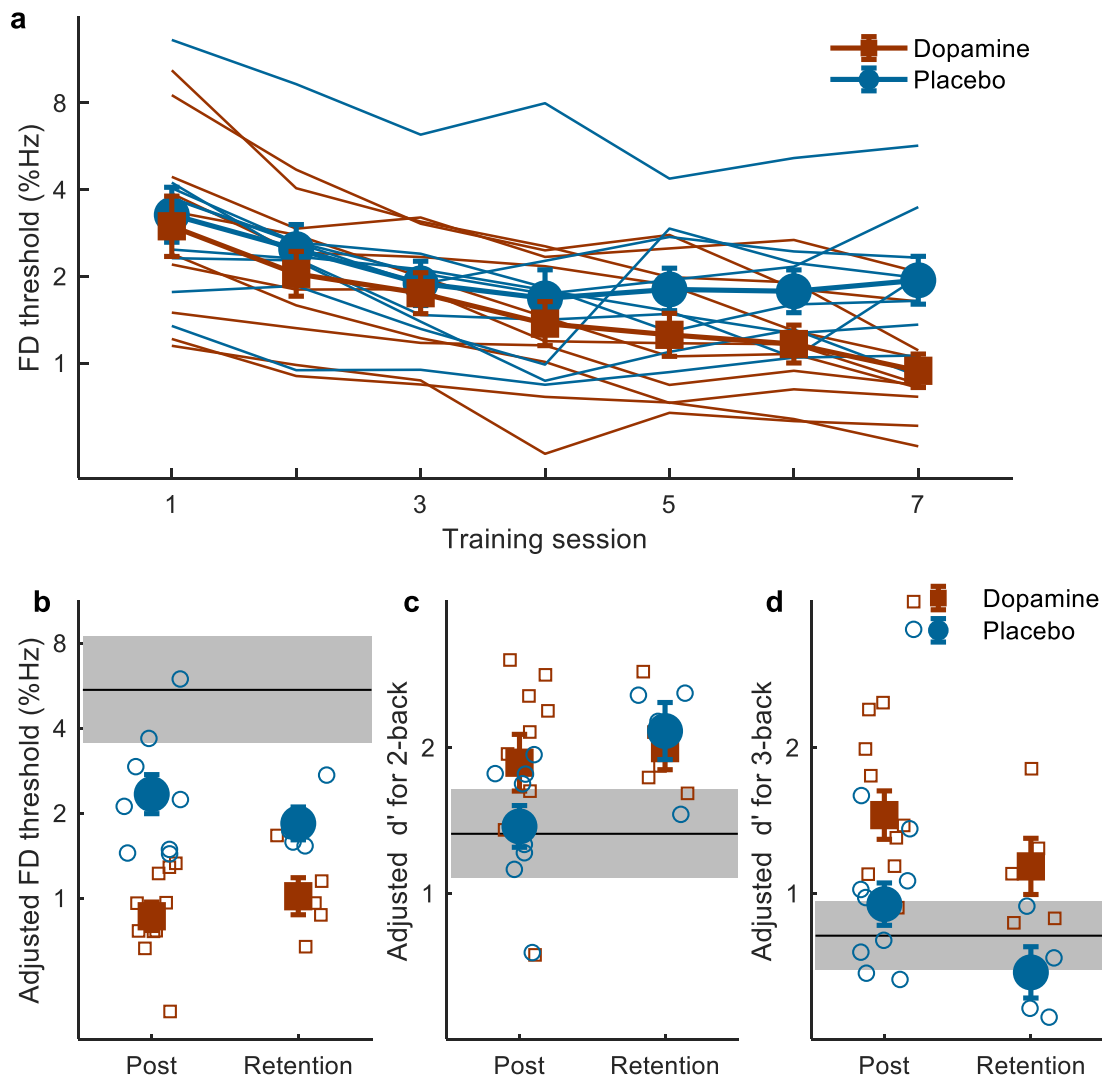 a
Dopamine
Placebo
FD threshold (%Hz)
8
4
2
1
1
3
5
7
Training session
b
Adjusted FD threshold (%Hz)
8
4
2
1
Post
Retention
c
Adjusted d' for 2-back
2
1
Post
Retention
d
Dopamine
Placebo
Adjusted d' for 3-back
2
1
Post
Retention